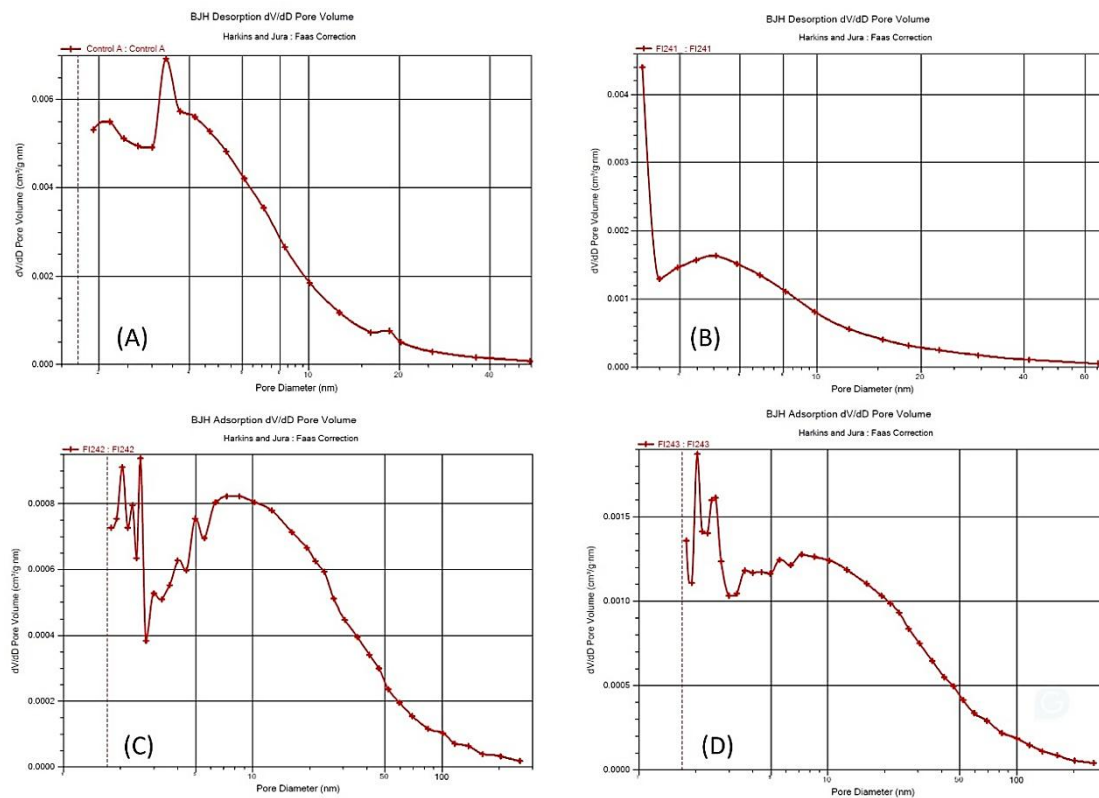 BJH Desorption dV/dD Pore Volume
Harkins and Jura : Faas Correction
Control A : Control A
dV/dD Pore Volume (cm³/g·nm)
0.006
0.004
0.002
0.000
(A)
10
20
40
Pore Diameter (nm)
BJH Desorption dV/dD Pore Volume
Harkins and Jura : Faas Correction
FI241 : FI241
dV/dD Pore Volume (cm³/g·nm)
0.004
0.003
0.002
0.001
0.000
(B)
10
20
40
60
Pore Diameter (nm)
BJH Adsorption dV/dD Pore Volume
Harkins and Jura : Faas Correction
FI242 : FI242
dV/dD Pore Volume (cm³/g·nm)
0.0008
0.0006
0.0004
0.0002
0.0000
(C)
10
50
100
Pore Diameter (nm)
BJH Adsorption dV/dD Pore Volume
Harkins and Jura : Faas Correction
FI243 : FI243
dV/dD Pore Volume (cm³/g·nm)
0.0015
0.0010
0.0005
0.0000
(D)
10
50
100
Pore Diameter (nm)